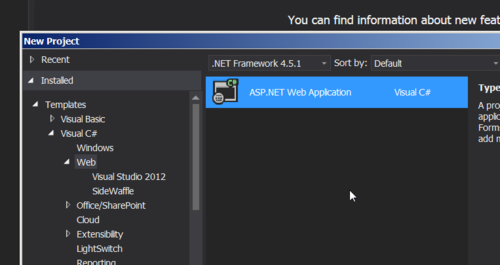 You can find information about new feat
New Project
Recent
.NET Framework 4.5.1 Sort by: Default
Installed
ASP.NET Web Application Visual C#
Type
A pro
applic
Form
add n
Templates
Visual Basic
Visual C#
Windows
Web
Visual Studio 2012
SideWaffle
Office/SharePoint
Cloud
Extensibility
LightSwitch
Reporting